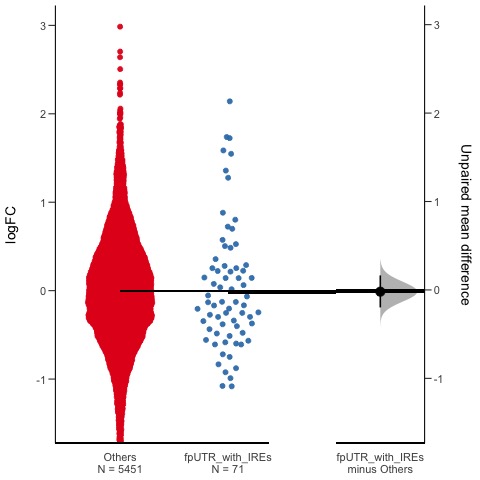 logFC
3
2
1
0
-1
Others
N = 5451
fpUTR_with_IREs
N = 71
fpUTR_with_IREs
minus Others
3
2
1
0
-1
Unpaired mean difference